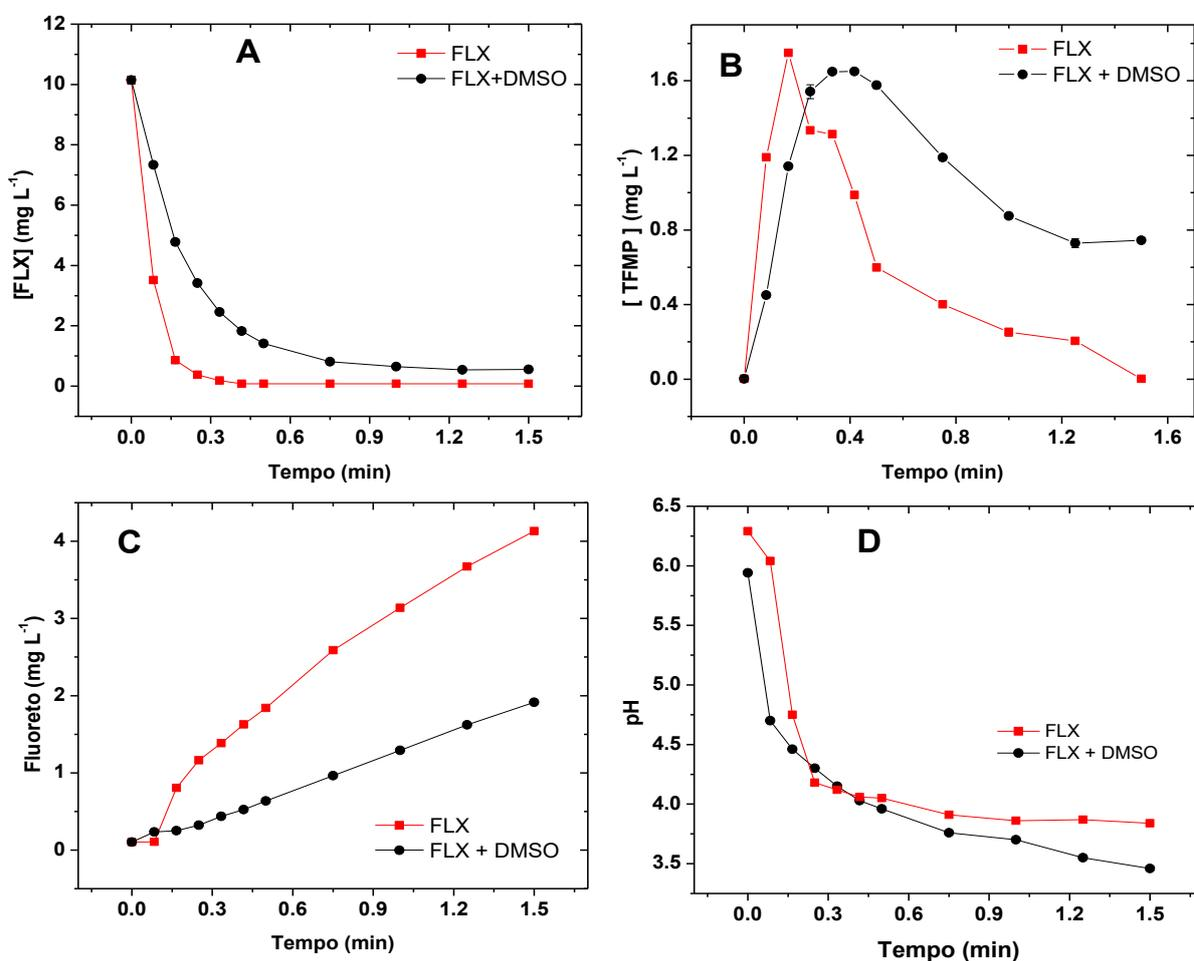 A
FLX
FLX+DMSO
[FLX] (mg L⁻¹)
12
10
8
6
4
2
0
0.0 0.3 0.6 0.9 1.2 1.5
Tempo (min)
B
FLX
FLX + DMSO
[ TFMP ] (mg L⁻¹)
1.6
1.2
0.8
0.4
0.0
0.0 0.4 0.8 1.2 1.6
Tempo (min)
C
FLX
FLX + DMSO
Fluoreto (mg L⁻¹)
4
3
2
1
0
0.0 0.3 0.6 0.9 1.2 1.5
Tempo (min)
D
FLX
FLX + DMSO
pH
6.5
6.0
5.5
5.0
4.5
4.0
3.5
0.0 0.3 0.6 0.9 1.2 1.5
Tempo (min)